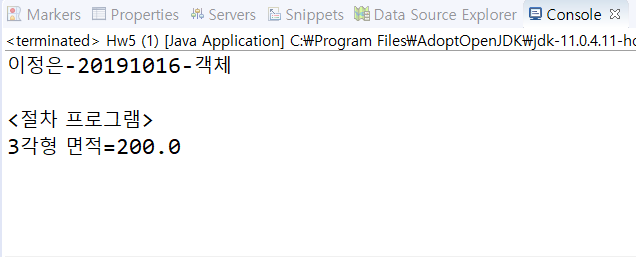 Markers Properties Servers Snippets Data Source Explorer Console
<terminated> Hw5 (1) [Java Application] C:₩Program Files₩AdoptOpenJDK₩jdk-11.0.4.11-ho
이정은-20191016-객체
<절차 프로그램>
3각형 면적=200.0